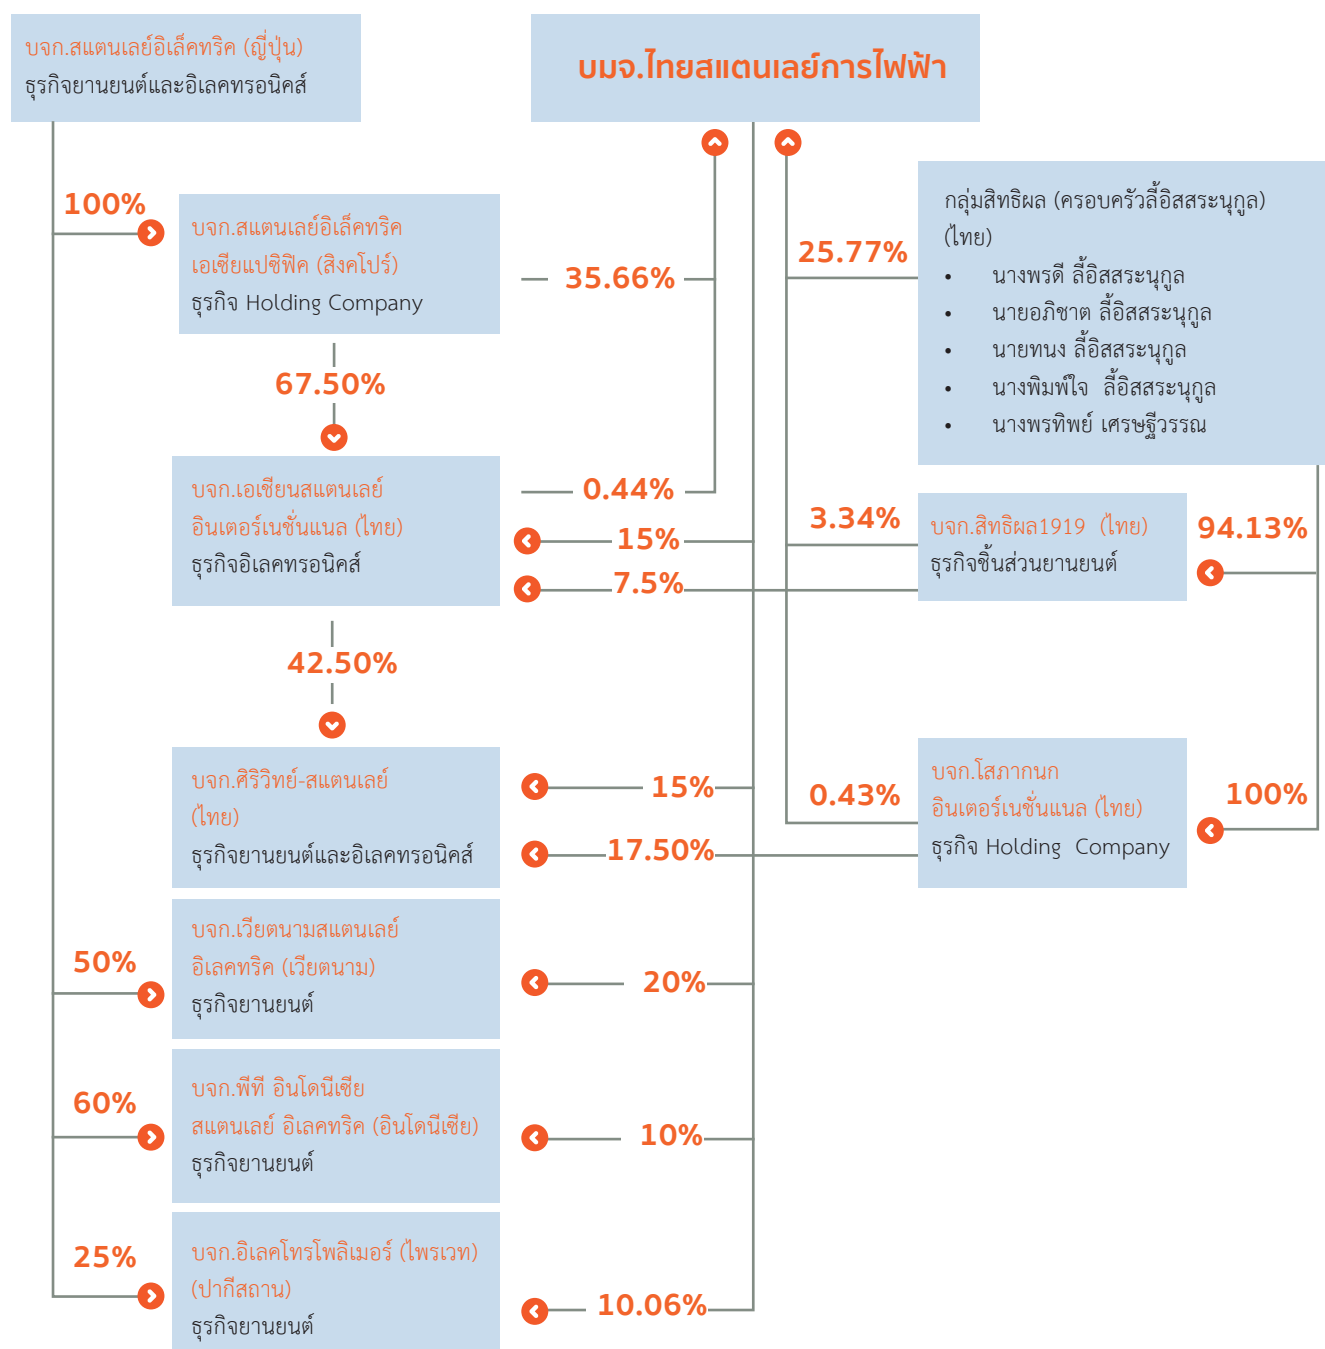 บจก.สแตนเลย์อิเล็คทริค (ญี่ปุ่น)
ธุรกิจยานยนต์และอิเลคทรอนิคส์
บมจ.ไทยสแตนเลย์การไฟฟ้า
100%
บจก.สแตนเลย์อิเล็คทริค
เอเซียแปซิฟิค (สิงคโปร์)
ธุรกิจ Holding Company
35.66%
25.77%
กลุ่มสิทธิผล (ครอบครัวลี้อิสสระนุกูล)
(ไทย)
• นางพรดี ลี้อิสสระนุกูล
• นายอภิชาต ลี้อิสสระนุกูล
• นายทนง ลี้อิสสระนุกูล
• นางพิมพ์ใจ ลี้อิสสระนุกูล
• นางพรทิพย์ เศรษฐีวรรณ
67.50%
บจก.เอเซียนสแตนเลย์
อินเตอร์เนชั่นแนล (ไทย)
ธุรกิจอิเลคทรอนิคส์
0.44%
15%
7.5%
3.34%
บจก.สิทธิผล1919 (ไทย)
ธุรกิจชิ้นส่วนยานยนต์
94.13%
42.50%
บจก.ศิริวิทย์-สแตนเลย์
(ไทย)
ธุรกิจยานยนต์และอิเลคทรอนิคส์
15%
17.50%
0.43%
บจก.โสภากนก
อินเตอร์เนชั่นแนล (ไทย)
ธุรกิจ Holding Company
100%
50%
บจก.เวียตนามสแตนเลย์
อิเลคทริค (เวียตนาม)
ธุรกิจยานยนต์
20%
60%
บจก.พีที อินโดนีเซีย
สแตนเลย์ อิเลคทริค (อินโดนีเซีย)
ธุรกิจยานยนต์
10%
25%
บจก.อิเลคโทรโพลิเมอร์ (ไพรเวท)
(ปากีสถาน)
ธุรกิจยานยนต์
10.06%